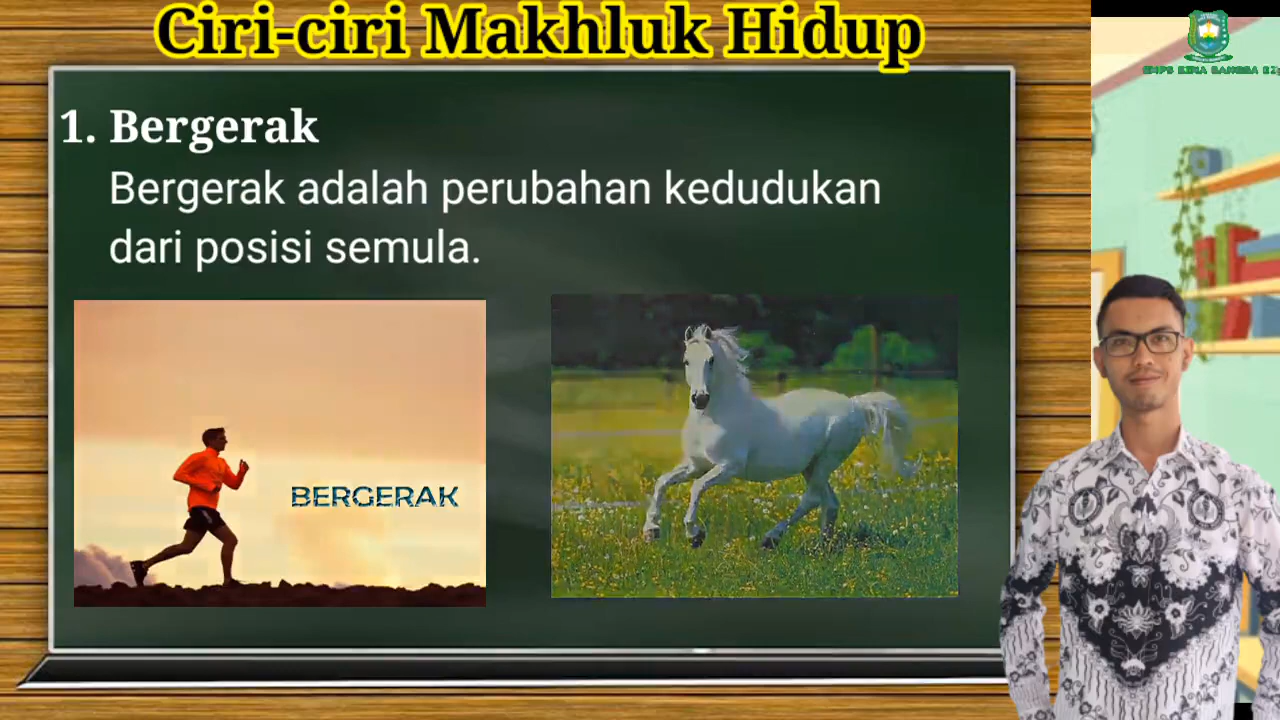 Ciri-ciri Makhluk Hidup
1. Bergerak
Bergerak adalah perubahan kedudukan
dari posisi semula.
BERGERAK